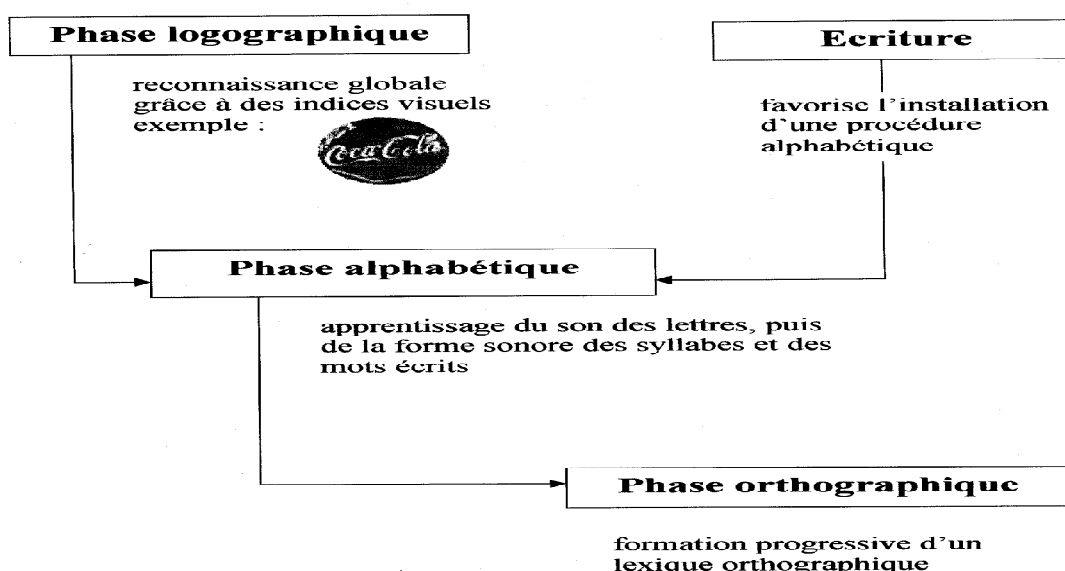 Phase logographique
reconnaissance globale
grâce à des indices visuels
exemple :
Coca-Cola
Ecriture
favorise l'installation
d'une procédure
alphabétique
Phase alphabétique
apprentissage du son des lettres, puis
de la forme sonore des syllabes et des
mots écrits
Phase orthographique
formation progressive d'un
lexique orthographique